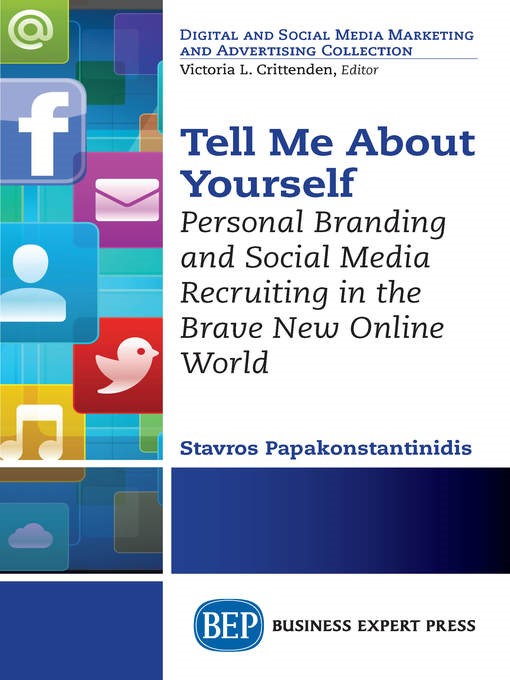 DIGITAL AND SOCIAL MEDIA MARKETING
AND ADVERTISING COLLECTION
Victoria L. Crittenden, Editor
Tell Me About
Yourself
Personal Branding
and Social Media
Recruiting in the
Brave New Online
World
Stavros Papakonstantinidis
BEP BUSINESS EXPERT PRESS
@
f